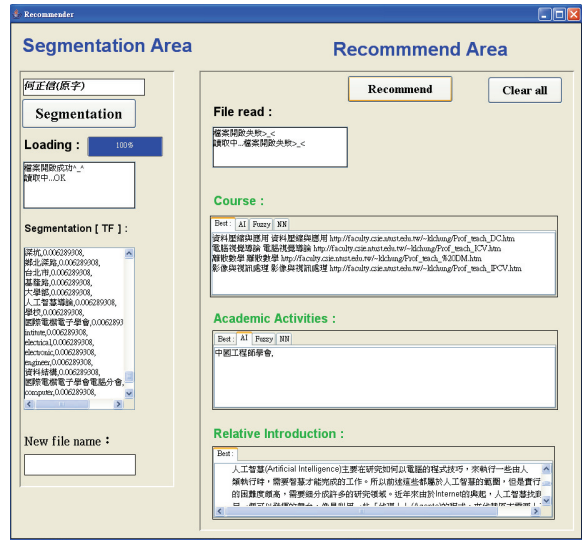 Recommender
Segmentation Area
Recommmend Area
何正信(原字)
Segmentation
Loading :
100%
檔案開啟成功^_^
讀取中...OK
Segmentation [ TF ] :
深坑,0.006289308,
鄉北深路,0.006289308,
台北市,0.006289308,
基隆路,0.006289308,
大學部,0.006289308,
人工智慧導論,0.006289308,
學校,0.006289308,
國際電機電子學會,0.0062893
intitute,0.006289308,
electrical,0.006289308,
electronic,0.006289308,
engineer,0.006289308,
資料結構,0.006289308,
國際電機電子學會電腦分會,
computer,0.006289308,
New file name：
Recommend
Clear all
File read :
檔案開啟失敗>_<
讀取中...檔案開啟失敗>_<
Course :
Best : AI Fuzzy NN
資料壓縮與應用 資料壓縮與應用 http://faculty.csie.ntust.edu.tw/~klchung/Prof_teach_DC.htm
電腦視覺導論 電腦視覺導論 http://faculty.csie.ntust.edu.tw/~klchung/Prof_teach_ICV.htm
離散數學 離散數學 http://faculty.csie.ntust.edu.tw/~klchung/Prof_teach_%20DM.htm
影像與視訊處理 影像與視訊處理 http://faculty.csie.ntust.edu.tw/~klchung/Prof_teach_IPCV.htm
Academic Activities :
Best : AI Fuzzy NN
中國工程師學會,
Relative Introduction :
Best :
人工智慧(Artificial Intelligence)主要在研究如何以電腦的程式技巧，來執行一些由人
類執行時，需要智慧才能完成的工作。所以前述這些都屬於人工智慧的範圍，但是實行
的困難度頗高，需要細分成許多的研究領域。近年來由於Internet的興起，人工智慧找到